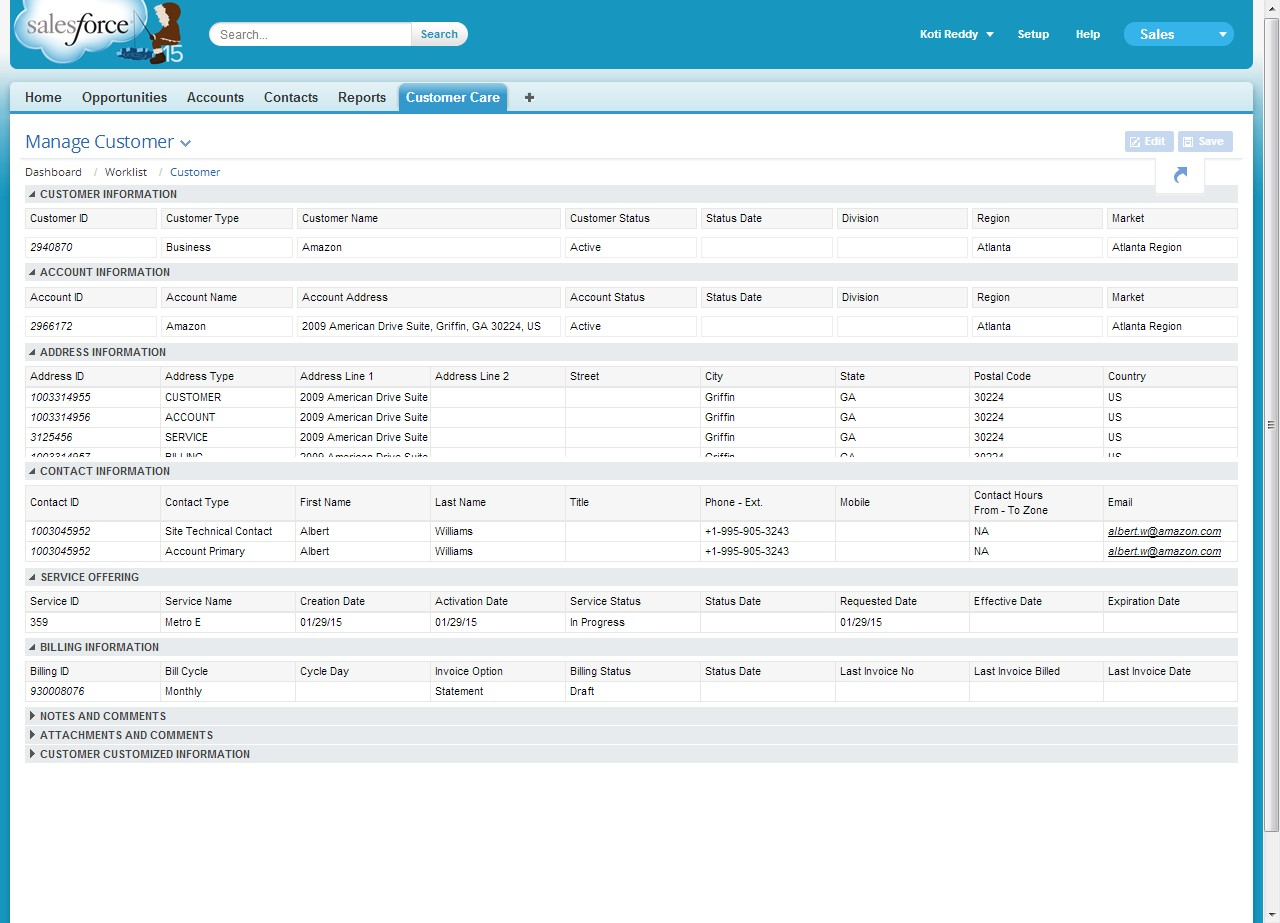 salesforce
15
Search... Search
Koti Reddy Setup Help Sales
Home Opportunities Accounts Contacts Reports Customer Care +
Manage Customer Edit Save
Dashboard / Worklist / Customer
CUSTOMER INFORMATION
Customer ID Customer Type Customer Name Customer Status Status Date Division Region Market
2940870 Business Amazon Active Atlanta Atlanta Region
ACCOUNT INFORMATION
Account ID Account Name Account Address Account Status Status Date Division Region Market
2966172 Amazon 2009 American Drive Suite, Griffin, GA 30224, US Active Atlanta Atlanta Region
ADDRESS INFORMATION
Address ID Address Type Address Line 1 Address Line 2 Street City State Postal Code Country
1003314955 CUSTOMER 2009 American Drive Suite Griffin GA 30224 US
1003314956 ACCOUNT 2009 American Drive Suite Griffin GA 30224 US
3125456 SERVICE 2009 American Drive Suite Griffin GA 30224 US
1003314957 BILLING 2009 American Drive Suite Griffin GA 30224 US
CONTACT INFORMATION
Contact ID Contact Type First Name Last Name Title Phone - Ext. Mobile Contact Hours Email
From - To Zone
1003045952 Site Technical Contact Albert Williams +1-995-905-3243 NA albert.w@amazon.com
1003045952 Account Primary Albert Williams +1-995-905-3243 NA albert.w@amazon.com
SERVICE OFFERING
Service ID Service Name Creation Date Activation Date Service Status Status Date Requested Date Effective Date Expiration Date
359 Metro E 01/29/15 01/29/15 In Progress 01/29/15
BILLING INFORMATION
Billing ID Bill Cycle Cycle Day Invoice Option Billing Status Status Date Last Invoice No Last Invoice Billed Last Invoice Date
930008076 Monthly Statement Draft
NOTES AND COMMENTS
ATTACHMENTS AND COMMENTS
CUSTOMER CUSTOMIZED INFORMATION